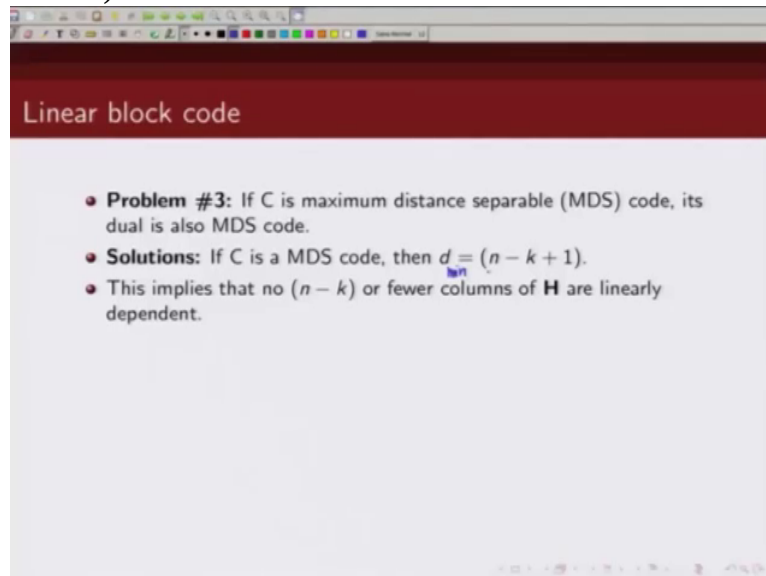 Linear block code
• Problem #3: If C is maximum distance separable (MDS) code, its
dual is also MDS code.
• Solutions: If C is a MDS code, then d = (n − k + 1).
min
• This implies that no (n − k) or fewer columns of H are linearly
dependent.